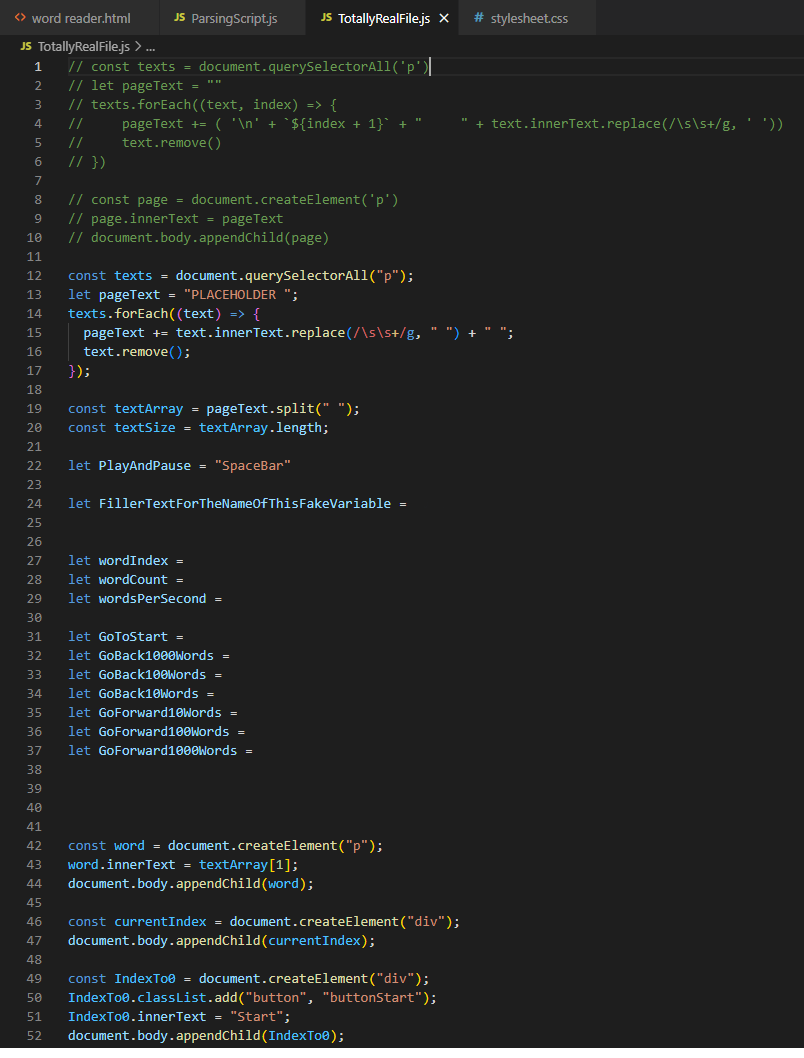 <> word reader.html JS ParsingScript.js JS TotallyRealFile.js × # stylesheet.css
JS TotallyRealFile.js > ...
1 // const texts = document.querySelectorAll('p')
2 // let pageText = ""
3 // texts.forEach((text, index) => {
4 //     pageText += ( '\n' + `${index + 1}` + "     " + text.innerText.replace(/\s\s+/g, ' '))
5 //     text.remove()
6 // })
7
8 // const page = document.createElement('p')
9 // page.innerText = pageText
10 // document.body.appendChild(page)
11
12 const texts = document.querySelectorAll("p");
13 let pageText = "PLACEHOLDER ";
14 texts.forEach((text) => {
15   pageText += text.innerText.replace(/\s\s+/g, " ") + " ";
16   text.remove();
17 });
18
19 const textArray = pageText.split(" ");
20 const textSize = textArray.length;
21
22 let PlayAndPause = "SpaceBar"
23
24 let FillerTextForTheNameOfThisFakeVariable =
25
26
27 let wordIndex =
28 let wordCount =
29 let wordsPerSecond =
30
31 let GoToStart =
32 let GoBack1000Words =
33 let GoBack100Words =
34 let GoBack10Words =
35 let GoForward10Words =
36 let GoForward100Words =
37 let GoForward1000Words =
38
39
40
41
42 const word = document.createElement("p");
43 word.innerText = textArray[1];
44 document.body.appendChild(word);
45
46 const currentIndex = document.createElement("div");
47 document.body.appendChild(currentIndex);
48
49 const IndexTo0 = document.createElement("div");
50 IndexTo0.classList.add("button", "buttonStart");
51 IndexTo0.innerText = "Start";
52 document.body.appendChild(IndexTo0);